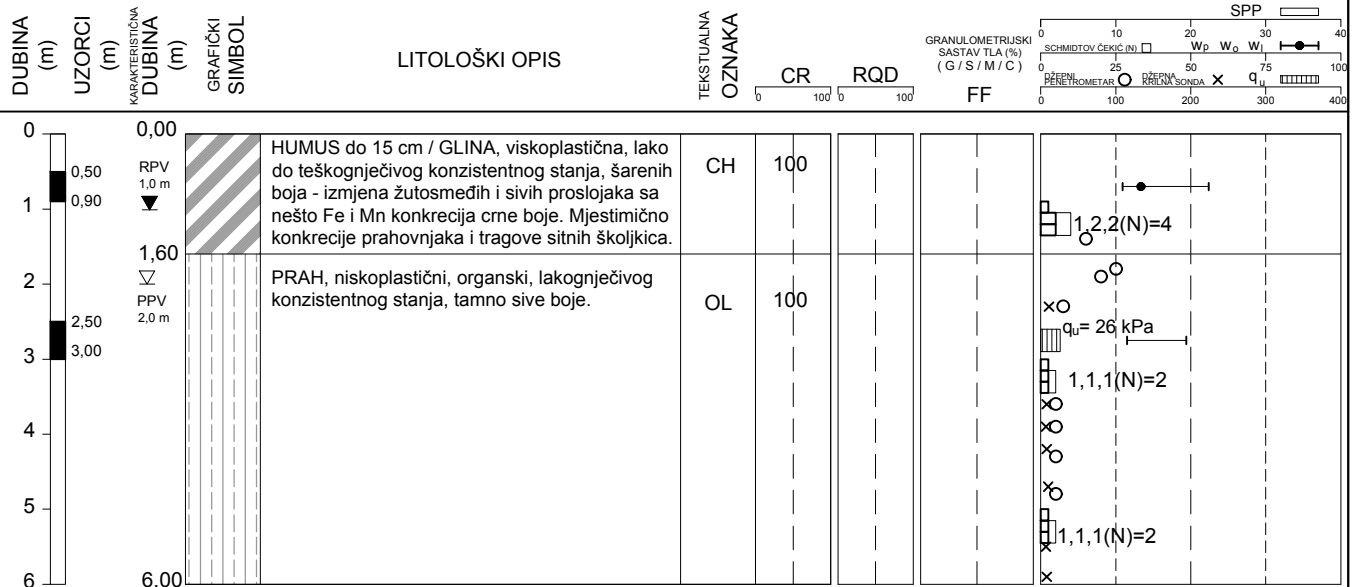 DUBINA (m)
UZORCI (m)
KARAKTERISTIČNA DUBINA (m)
GRAFIČKI SIMBOL
LITOLOŠKI OPIS
TEKSTUALNA OZNAKA
CR
0 100
RQD
0 100
GRANULOMETRIJSKI
SASTAV TLA (%)
( G / S / M / C )
FF
SPP
0 10 20 30 40
SCHMIDTOV ČEKIĆ (N) wP wo wl
0 25 50 75 100
DŽEPNI PENETROMETAR DŽEPNA KRILNA SONDA qu
0 100 200 300 400
0
1
2
3
4
5
6
0,50
0,90
2,50
3,00
0,00
RPV
1,0 m
1,60
PPV
2,0 m
6,00
HUMUS do 15 cm / GLINA, viskoplastična, lako
do teškognječivog konzistentnog stanja, šarenih
boja - izmjena žutosmeđih i sivih proslojaka sa
nešto Fe i Mn konkrecija crne boje. Mjestimično
konkrecije prahovnjaka i tragove sitnih školjkica.
CH
100
1,2,2(N)=4
PRAH, niskoplastični, organski, lakognječivog
konzistentnog stanja, tamno sive boje.
OL
100
qu= 26 kPa
1,1,1(N)=2
1,1,1(N)=2